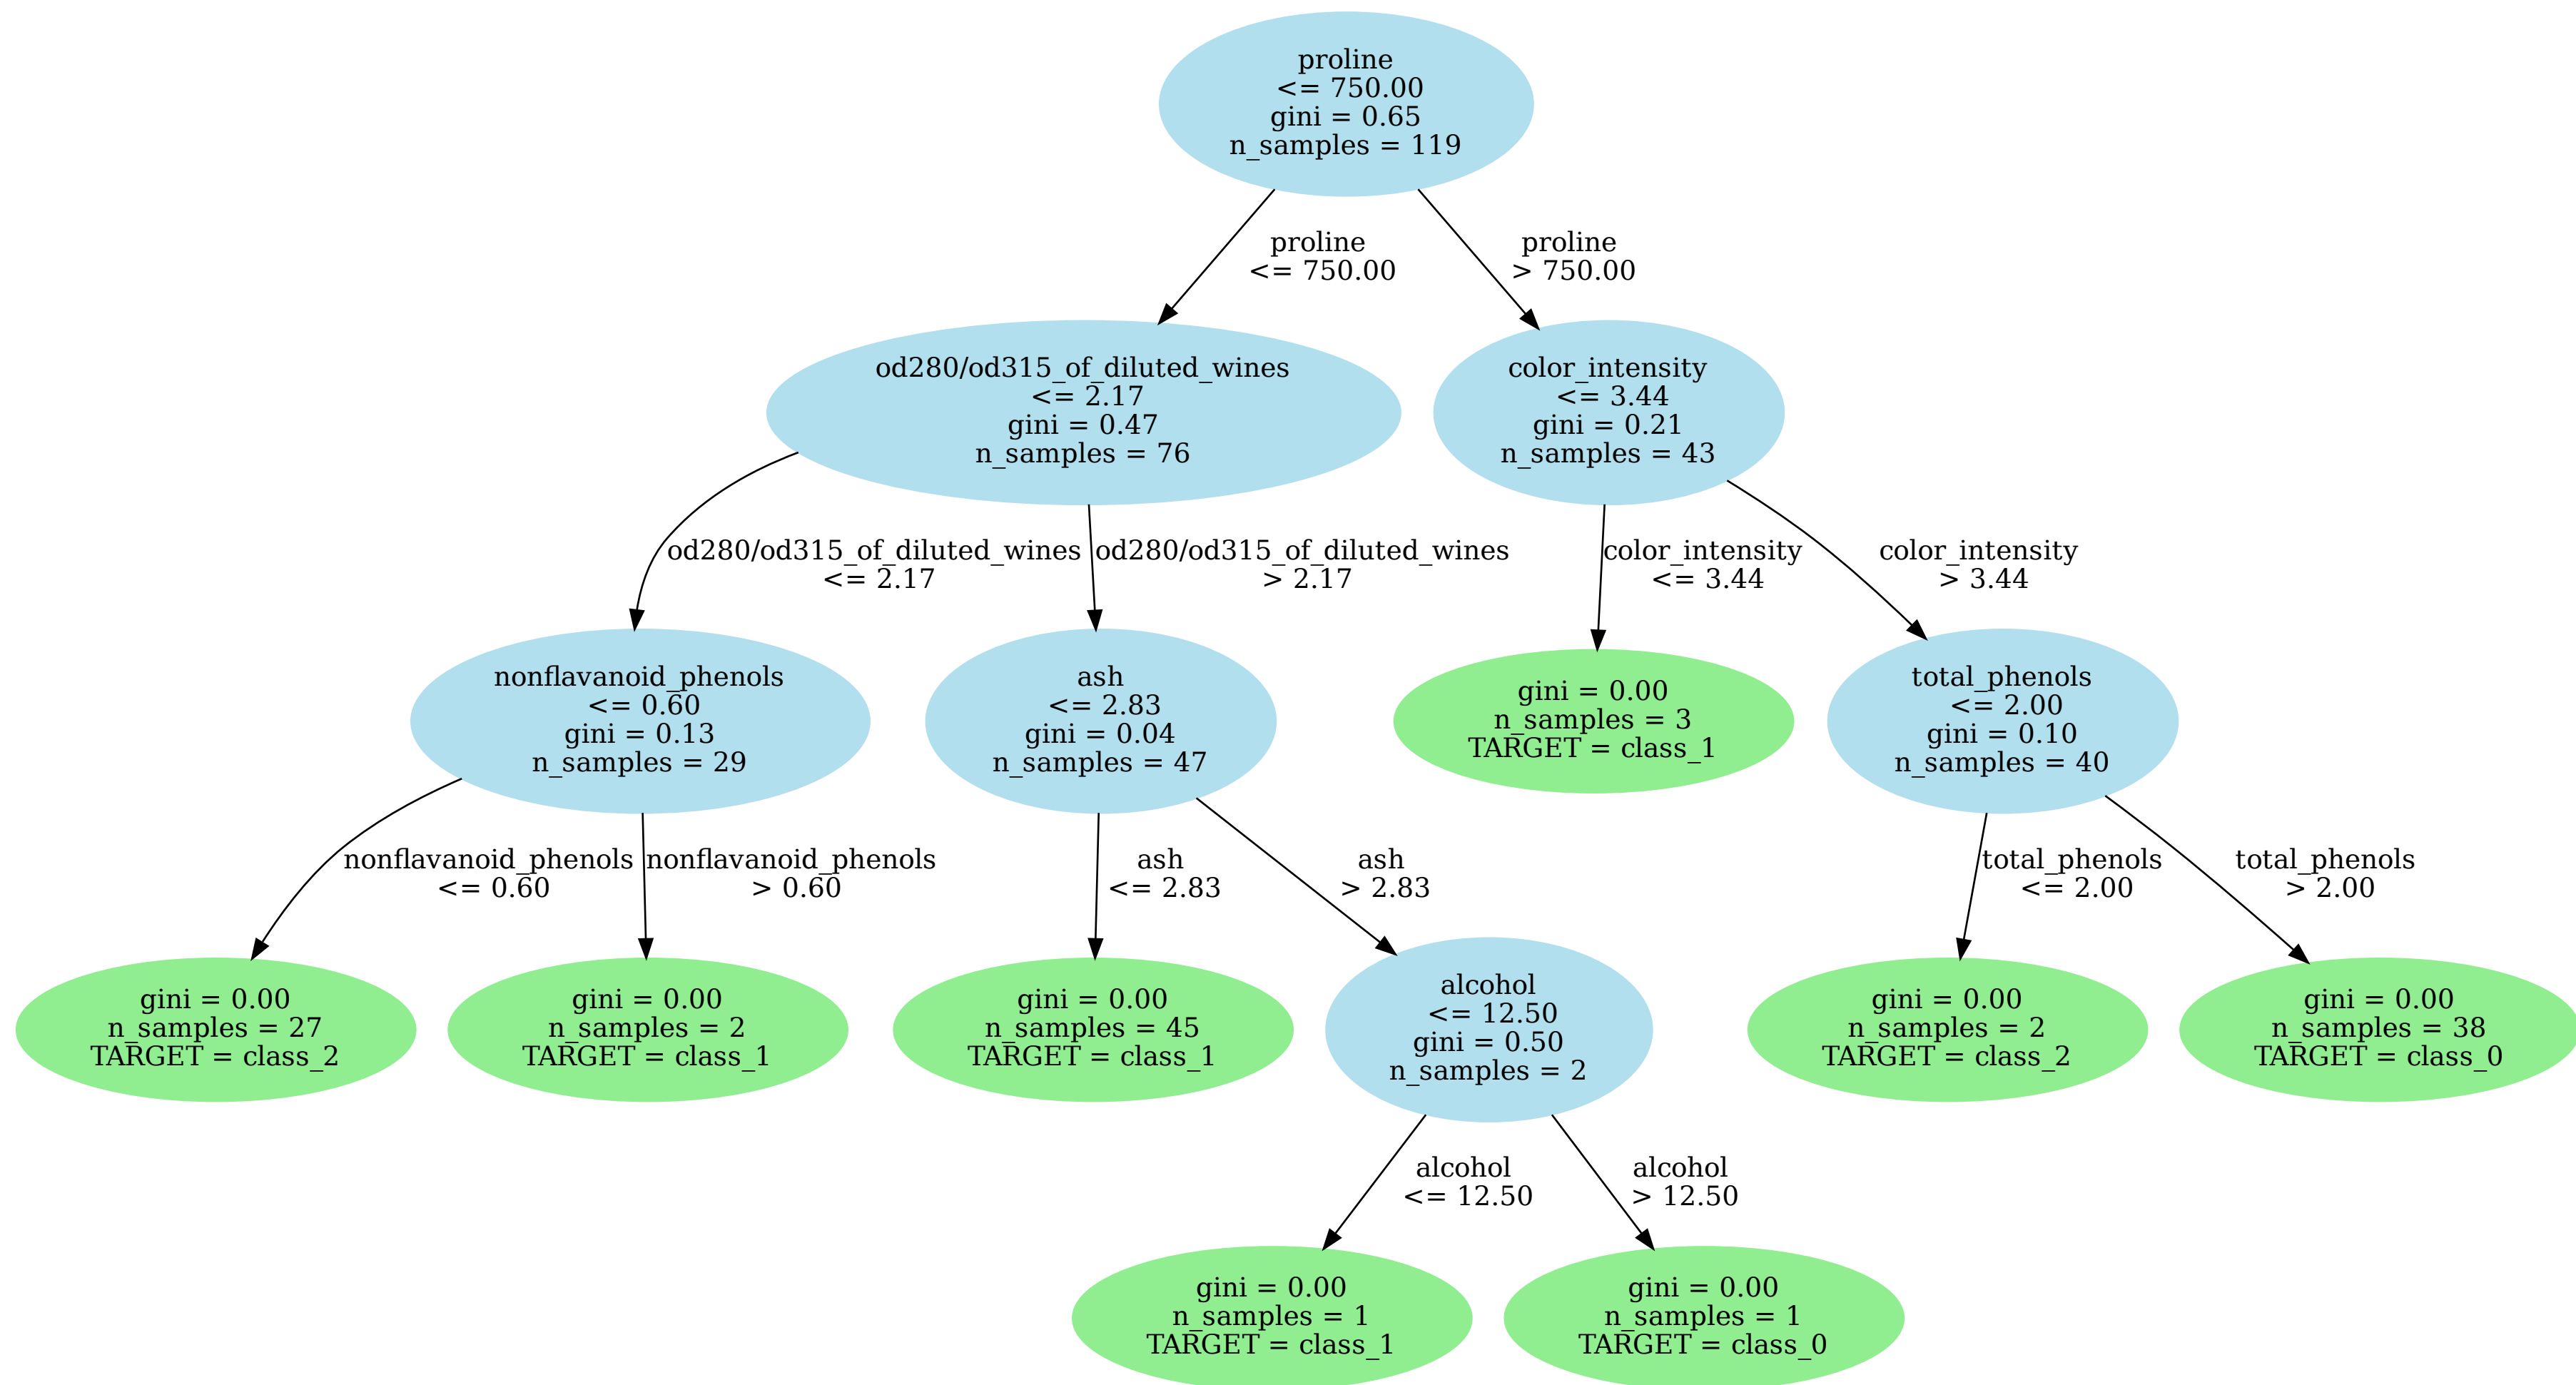 proline
<= 750.00
gini = 0.65
n_samples = 119
proline
<= 750.00
proline
> 750.00
od280/od315_of_diluted_wines
<= 2.17
gini = 0.47
n_samples = 76
color_intensity
<= 3.44
gini = 0.21
n_samples = 43
od280/od315_of_diluted_wines
<= 2.17
od280/od315_of_diluted_wines
> 2.17
color_intensity
<= 3.44
color_intensity
> 3.44
nonflavanoid_phenols
<= 0.60
gini = 0.13
n_samples = 29
ash
<= 2.83
gini = 0.04
n_samples = 47
gini = 0.00
n_samples = 3
TARGET = class_1
total_phenols
<= 2.00
gini = 0.10
n_samples = 40
nonflavanoid_phenols
<= 0.60
nonflavanoid_phenols
> 0.60
ash
<= 2.83
ash
> 2.83
total_phenols
<= 2.00
total_phenols
> 2.00
gini = 0.00
n_samples = 27
TARGET = class_2
gini = 0.00
n_samples = 2
TARGET = class_1
gini = 0.00
n_samples = 45
TARGET = class_1
alcohol
<= 12.50
gini = 0.50
n_samples = 2
gini = 0.00
n_samples = 2
TARGET = class_2
gini = 0.00
n_samples = 38
TARGET = class_0
alcohol
<= 12.50
alcohol
> 12.50
gini = 0.00
n_samples = 1
TARGET = class_1
gini = 0.00
n_samples = 1
TARGET = class_0